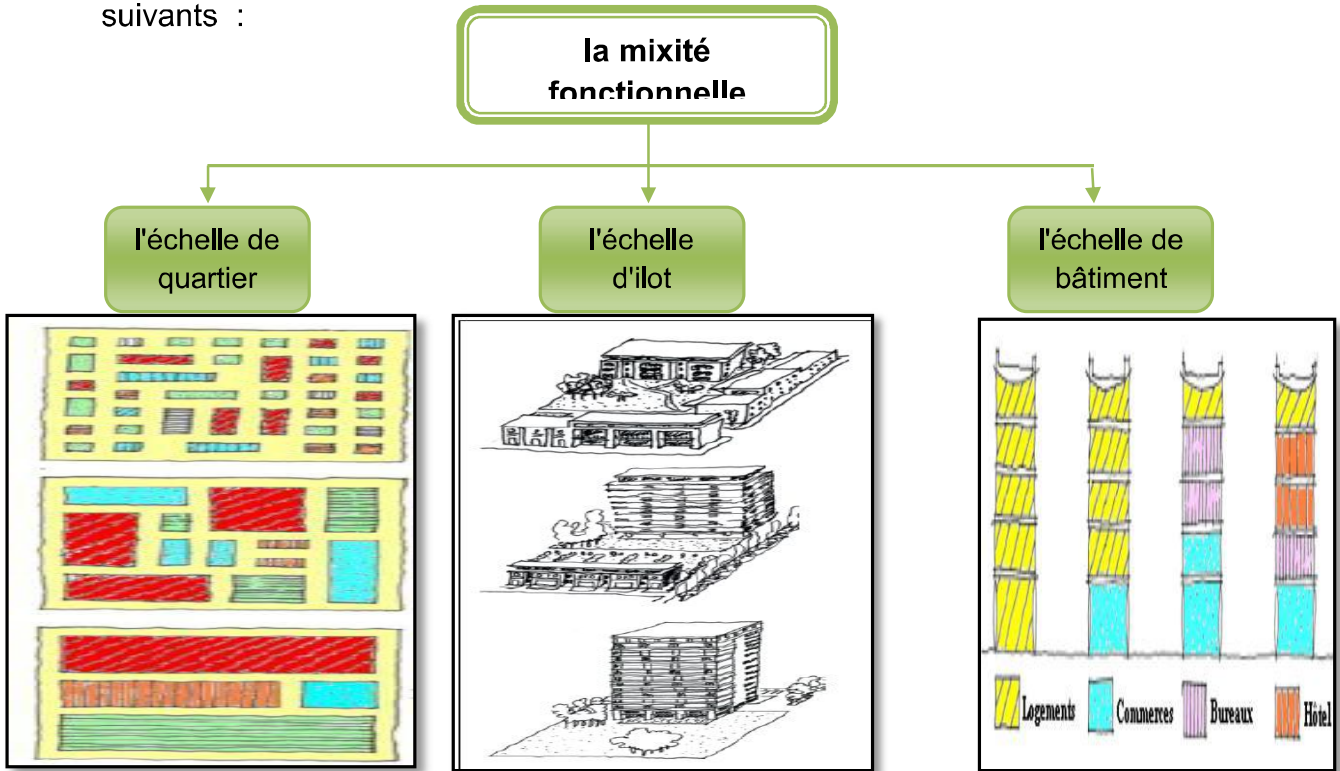 suivants :
la mixité
fonctionnelle
l'échelle de
quartier
l'échelle
d'ilot
l'échelle de
bâtiment
Logements
Commerces
Bureaux
Hôtel